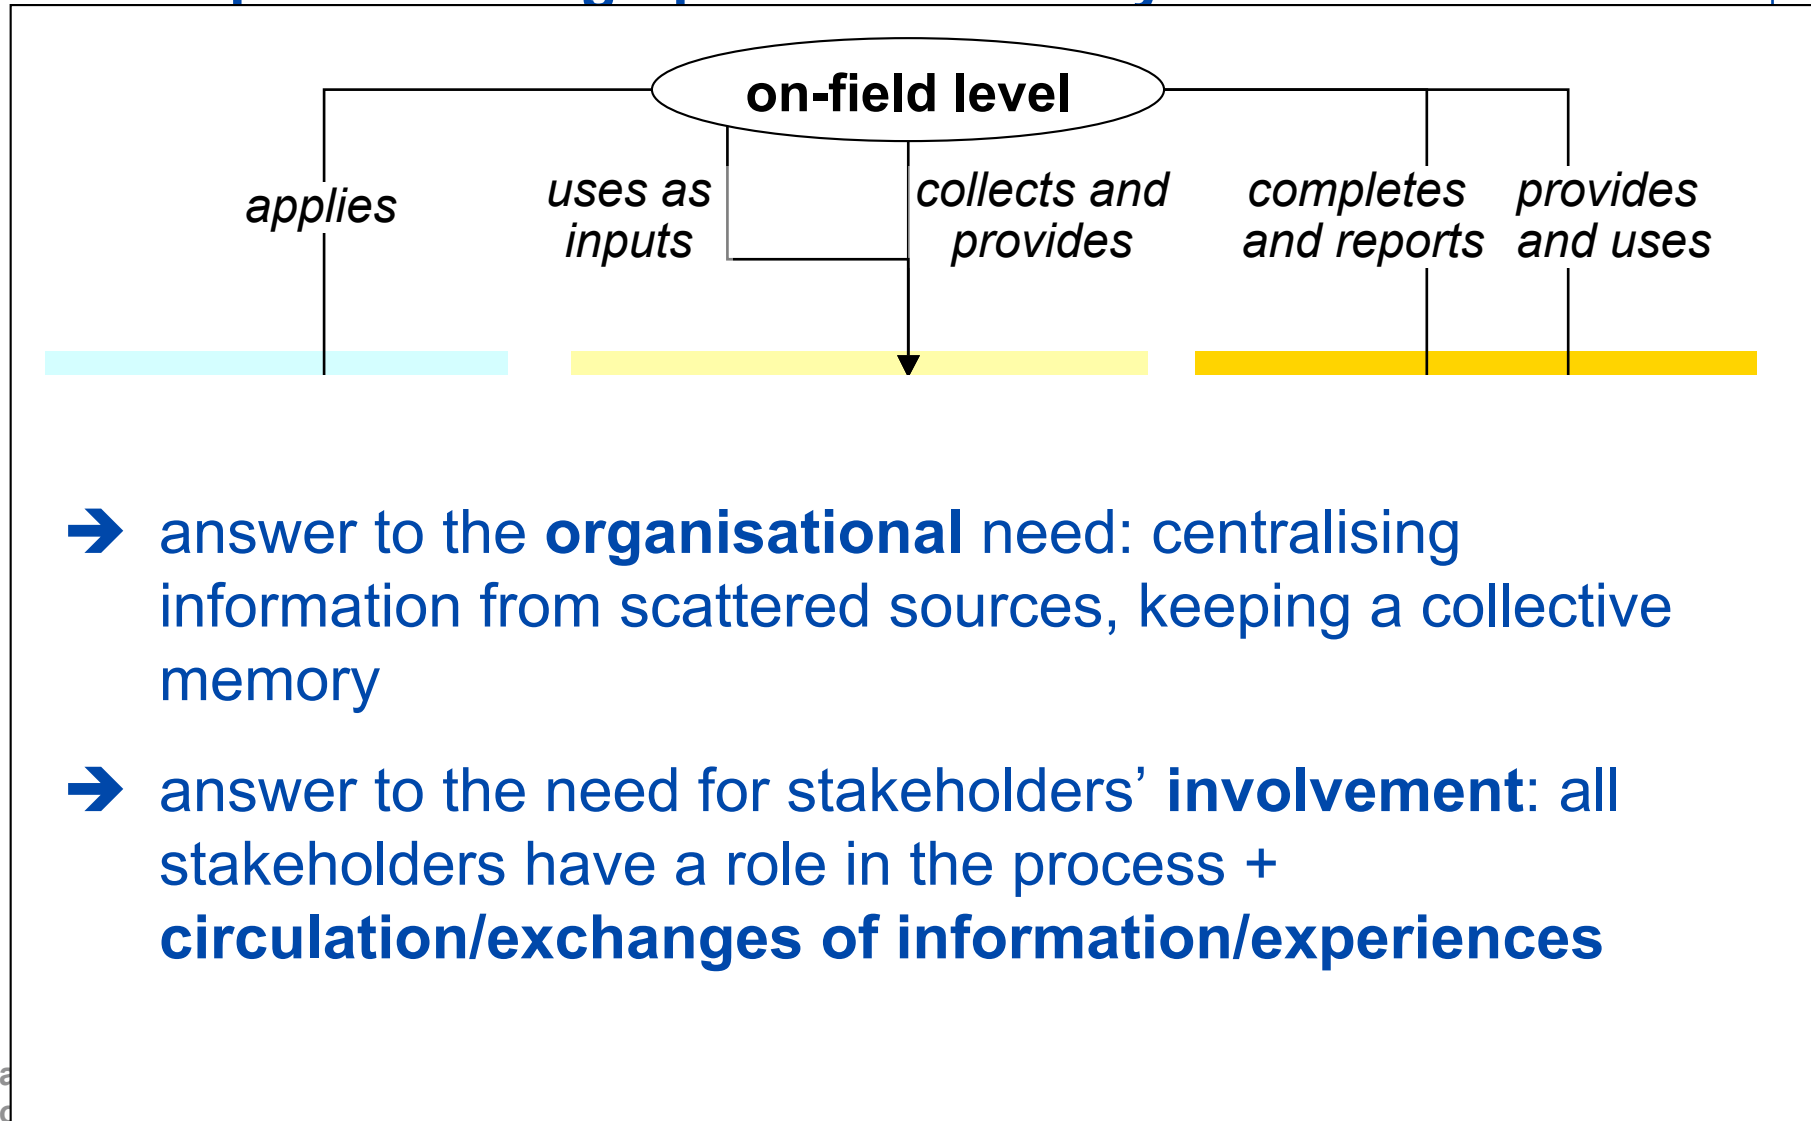 on-field level
applies
uses as
inputs
collects and
provides
completes
and reports
provides
and uses
➔ answer to the organisational need: centralising
information from scattered sources, keeping a collective
memory
➔ answer to the need for stakeholders’ involvement: all
stakeholders have a role in the process +
circulation/exchanges of information/experiences